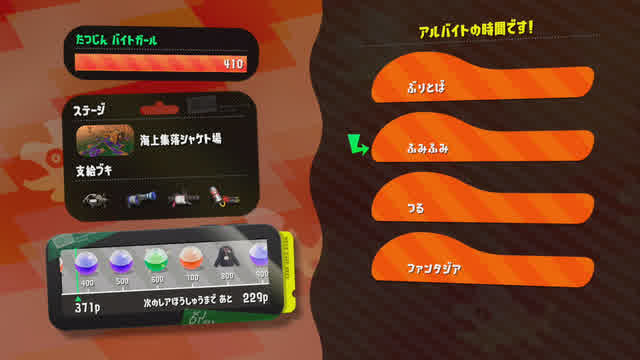 たつじん バイトガール
410
ステージ
海上集落シャケト場
支給ブキ
400 500 600 700 800 900
371p
次のレアほうしゅうまで あと 229p
アルバイトの時間です!
ぶりとば
ふみふみ
つる
ファンタジア